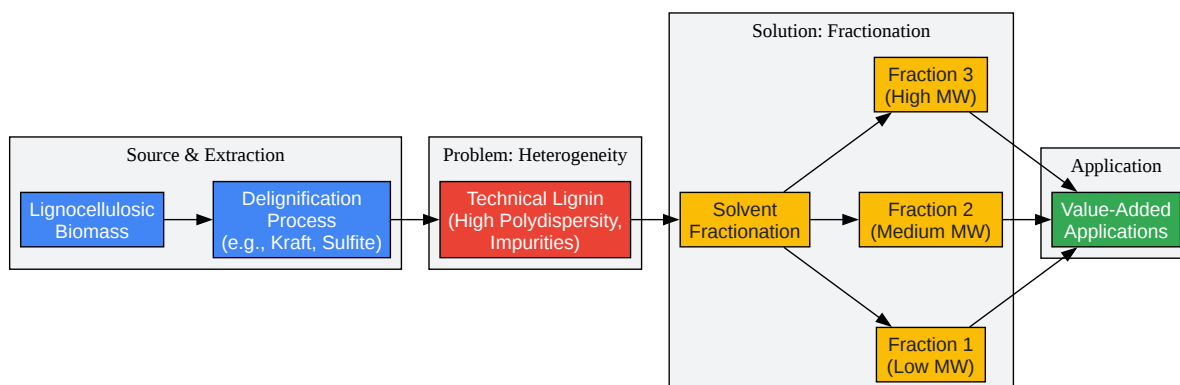 Source & Extraction
Lignocellulosic
Biomass
Delignification
Process
(e.g., Kraft, Sulfite)
Problem: Heterogeneity
Technical Lignin
(High Polydispersity,
Impurities)
Solution: Fractionation
Solvent
Fractionation
Fraction 3
(High MW)
Fraction 2
(Medium MW)
Fraction 1
(Low MW)
Application
Value-Added
Applications